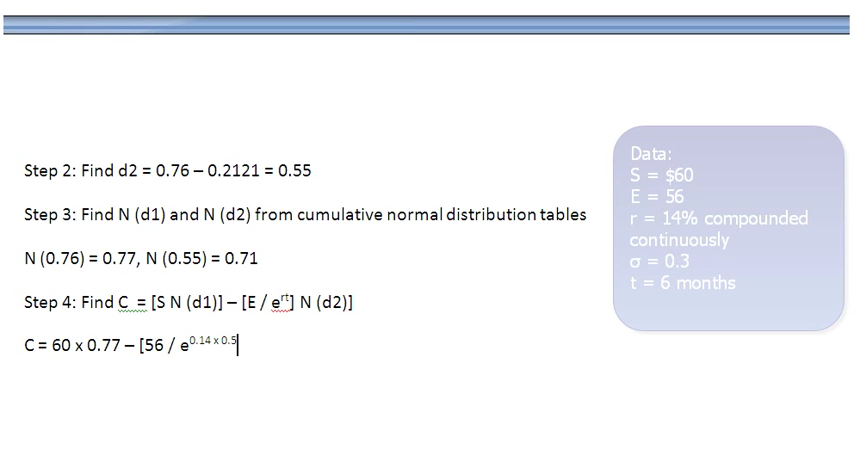 Step 2: Find d2 = 0.76 – 0.2121 = 0.55
Step 3: Find N (d1) and N (d2) from cumulative normal distribution tables
N (0.76) = 0.77, N (0.55) = 0.71
Step 4: Find C = [S N (d1)] – [E / e^rt] N (d2)]
C = 60 x 0.77 – [56 / e^0.14 x 0.5
Data:
S = $60
E = 56
r = 14% compounded
continuously
σ = 0.3
t = 6 months